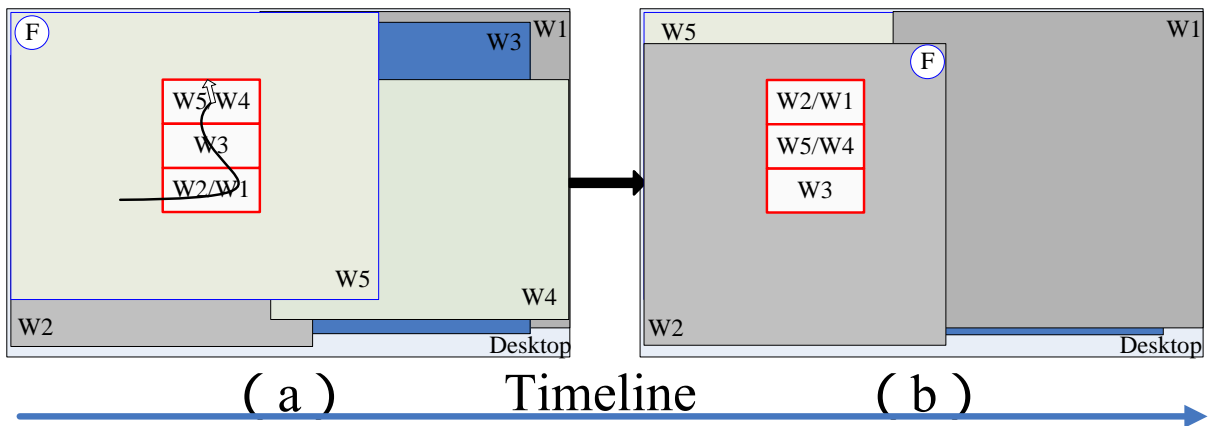 F
W3
W1
W5/W4
W3
W2/W1
W5
W4
W2
Desktop
W5
W1
F
W2/W1
W5/W4
W3
W2
Desktop
( a )
Timeline
( b )